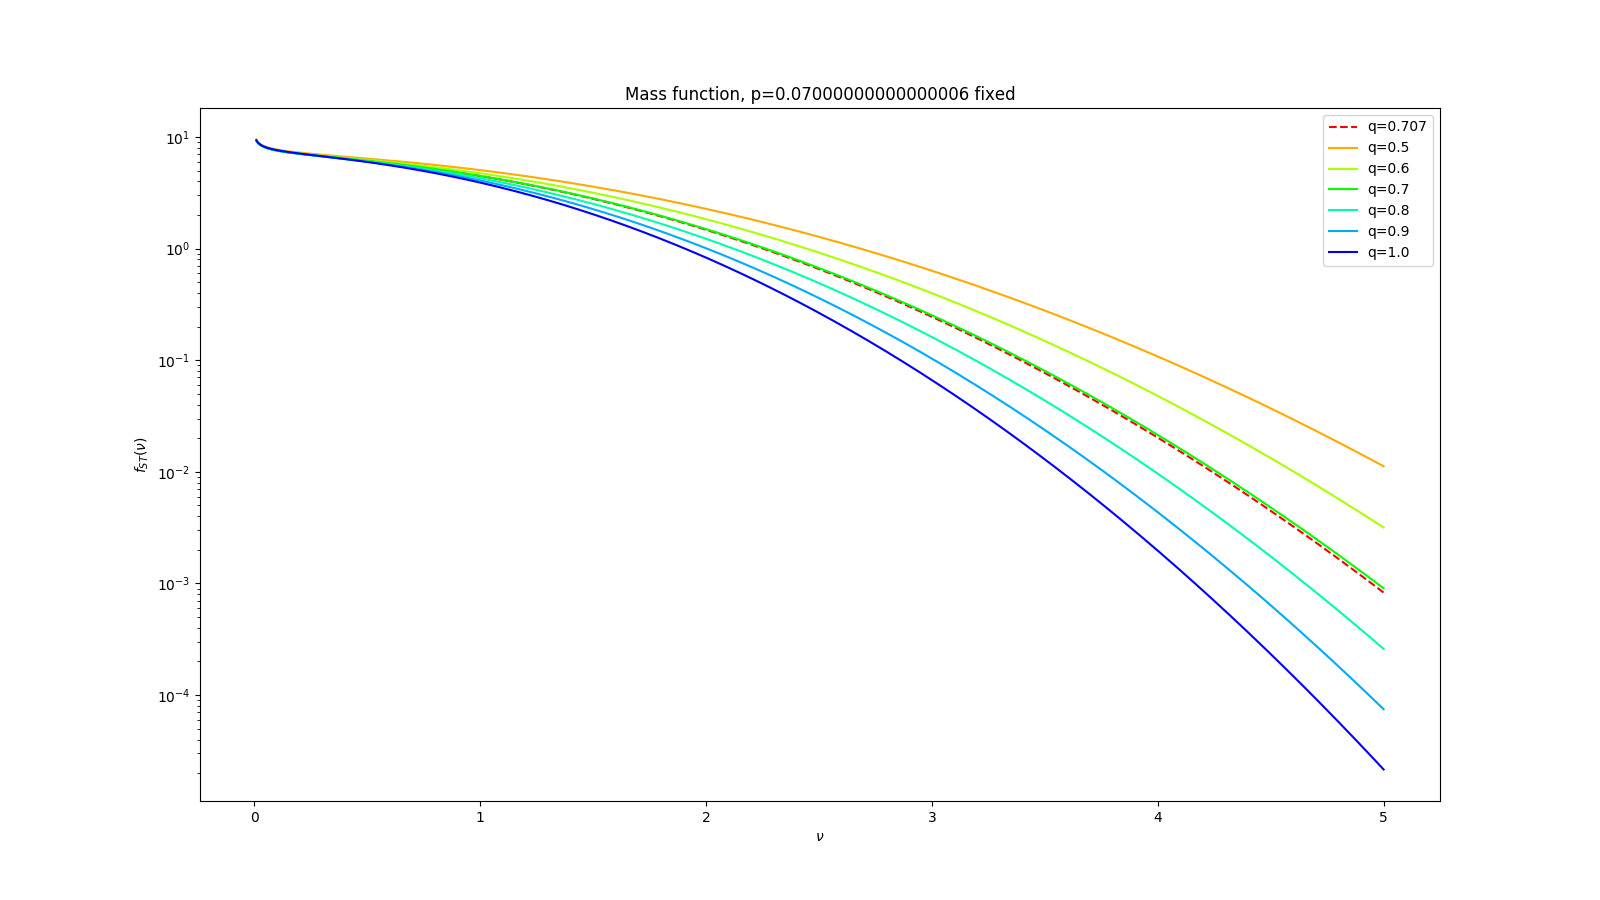 Mass function, p=0.07000000000000006 fixed
q=0.707
q=0.5
q=0.6
q=0.7
q=0.8
q=0.9
q=1.0
10¹
10⁰
10⁻¹
10⁻²
10⁻³
10⁻⁴
f_ST(ν)
0 1 2 3 4 5
ν